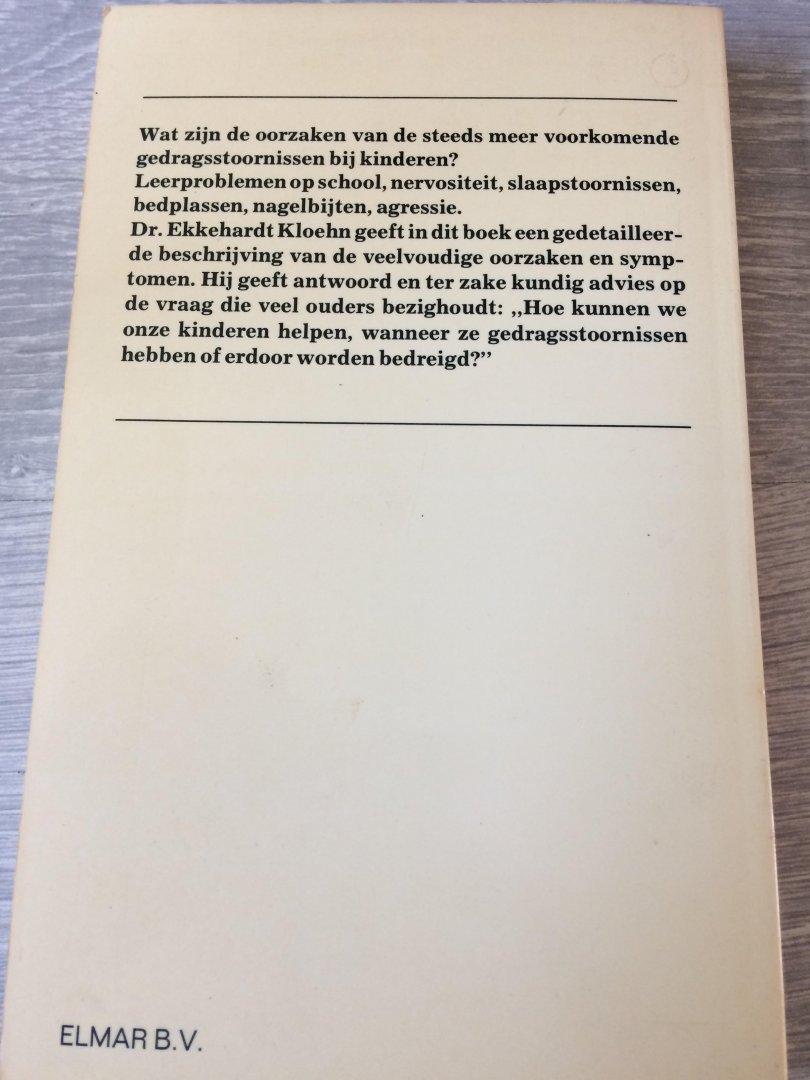 Wat zijn de oorzaken van de steeds meer voorkomende
gedragsstoornissen bij kinderen?
Leerproblemen op school, nervositeit, slaapstoornissen,
bedplassen, nagelbijten, agressie.
Dr. Ekkehardt Kloehn geeft in dit boek een gedetailleer-
de beschrijving van de veelvoudige oorzaken en symp-
tomen. Hij geeft antwoord en ter zake kundig advies op
de vraag die veel ouders bezighoudt: „Hoe kunnen we
onze kinderen helpen, wanneer ze gedragsstoornissen
hebben of erdoor worden bedreigd?”
ELMAR B.V.